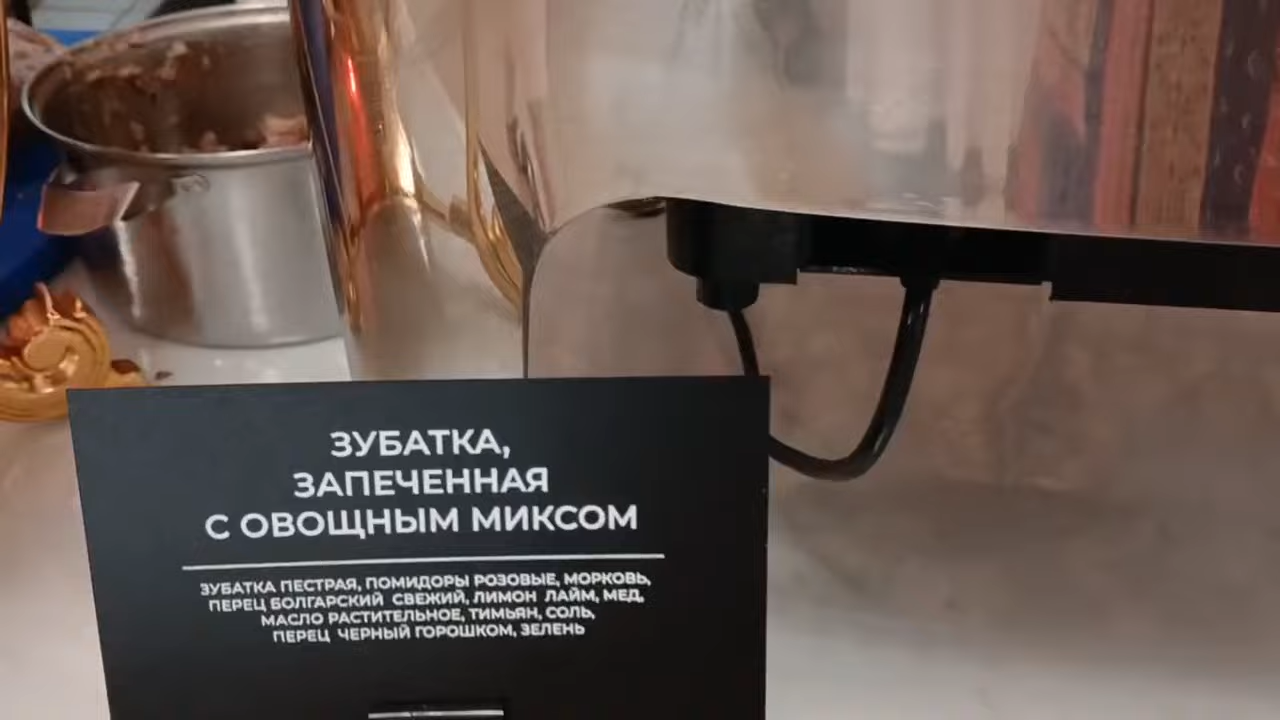 ЗУБАТКА,
ЗАПЕЧЕННАЯ
С ОВОЩНЫМ МИКСОМ
ЗУБАТКА ПЕСТРАЯ, ПОМИДОРЫ РОЗОВЫЕ, МОРКОВЬ,
ПЕРЕЦ БОЛГАРСКИЙ СВЕЖИЙ, ЛИМОН ЛАЙМ, МЕД,
МАСЛО РАСТИТЕЛЬНОЕ, ТИМЬЯН, СОЛЬ,
ПЕРЕЦ ЧЕРНЫЙ ГОРОШКОМ, ЗЕЛЕНЬ